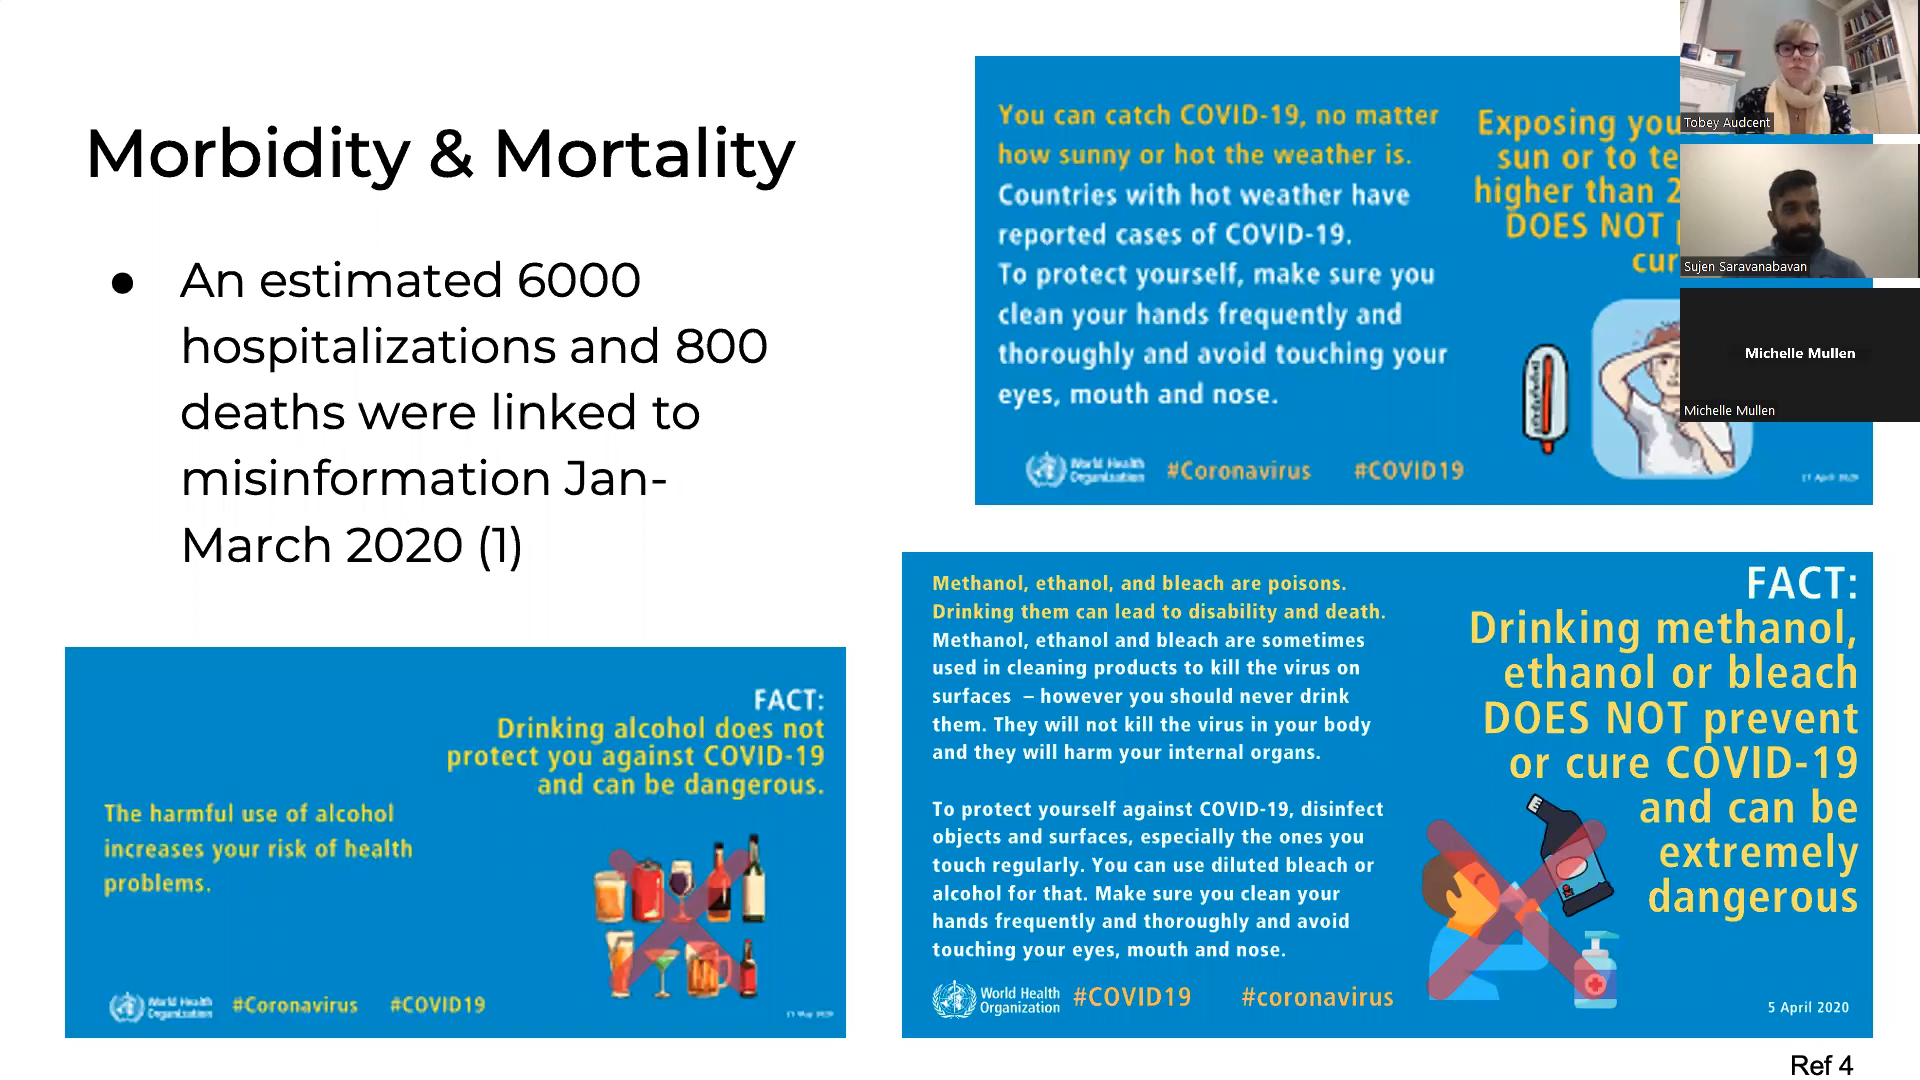 Morbidity & Mortality
● An estimated 6000
hospitalizations and 800
deaths were linked to
misinformation Jan-
March 2020 (1)
You can catch COVID-19, no matter
how sunny or hot the weather is.
Countries with hot weather have
reported cases of COVID-19.
To protect yourself, make sure you
clean your hands frequently and
thoroughly and avoid touching your
eyes, mouth and nose.
World Health
Organization
#Coronavirus #COVID19
Exposing you
sun or to te
higher than 2
DOES NOT
cur
Tobey Audcent
Sujen Saravanabavan
Michelle Mullen
Michelle Mullen
FACT:
Drinking alcohol does not
protect you against COVID-19
and can be dangerous.
The harmful use of alcohol
increases your risk of health
problems.
World Health
Organization
#Coronavirus #COVID19
Methanol, ethanol, and bleach are poisons.
Drinking them can lead to disability and death.
Methanol, ethanol and bleach are sometimes
used in cleaning products to kill the virus on
surfaces – however you should never drink
them. They will not kill the virus in your body
and they will harm your internal organs.
To protect yourself against COVID-19, disinfect
objects and surfaces, especially the ones you
touch regularly. You can use diluted bleach or
alcohol for that. Make sure you clean your
hands frequently and thoroughly and avoid
touching your eyes, mouth and nose.
World Health
Organization
#COVID19 #coronavirus
FACT:
Drinking methanol,
ethanol or bleach
DOES NOT prevent
or cure COVID-19
and can be
extremely
dangerous
5 April 2020
Ref 4